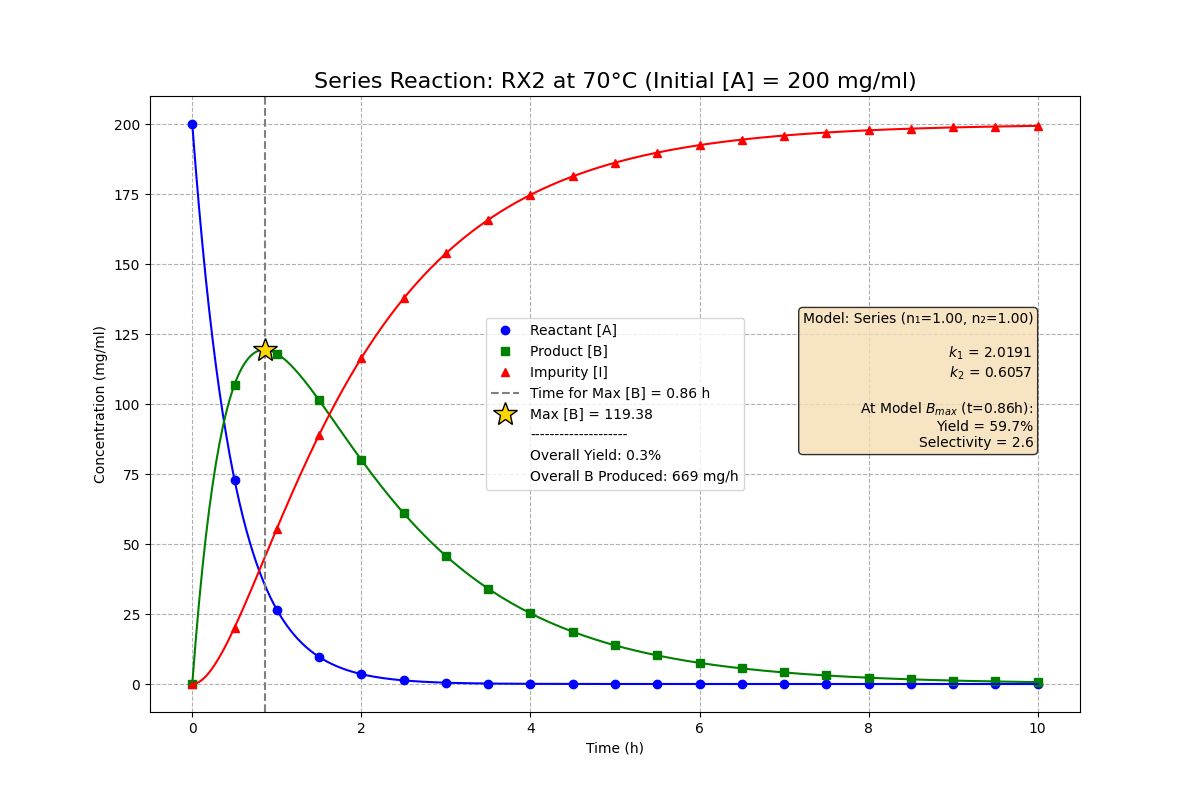 Series Reaction: RX2 at 70°C (Initial [A] = 200 mg/ml)
Concentration (mg/ml)
200
175
150
125
100
75
50
25
0
Reactant [A]
Product [B]
Impurity [I]
Time for Max [B] = 0.86 h
Max [B] = 119.38
--------------------
Overall Yield: 0.3%
Overall B Produced: 669 mg/h
Model: Series (n₁=1.00, n₂=1.00)
k₁ = 2.0191
k₂ = 0.6057
At Model Bₘₐₓ (t=0.86h):
Yield = 59.7%
Selectivity = 2.6
0 2 4 6 8 10
Time (h)